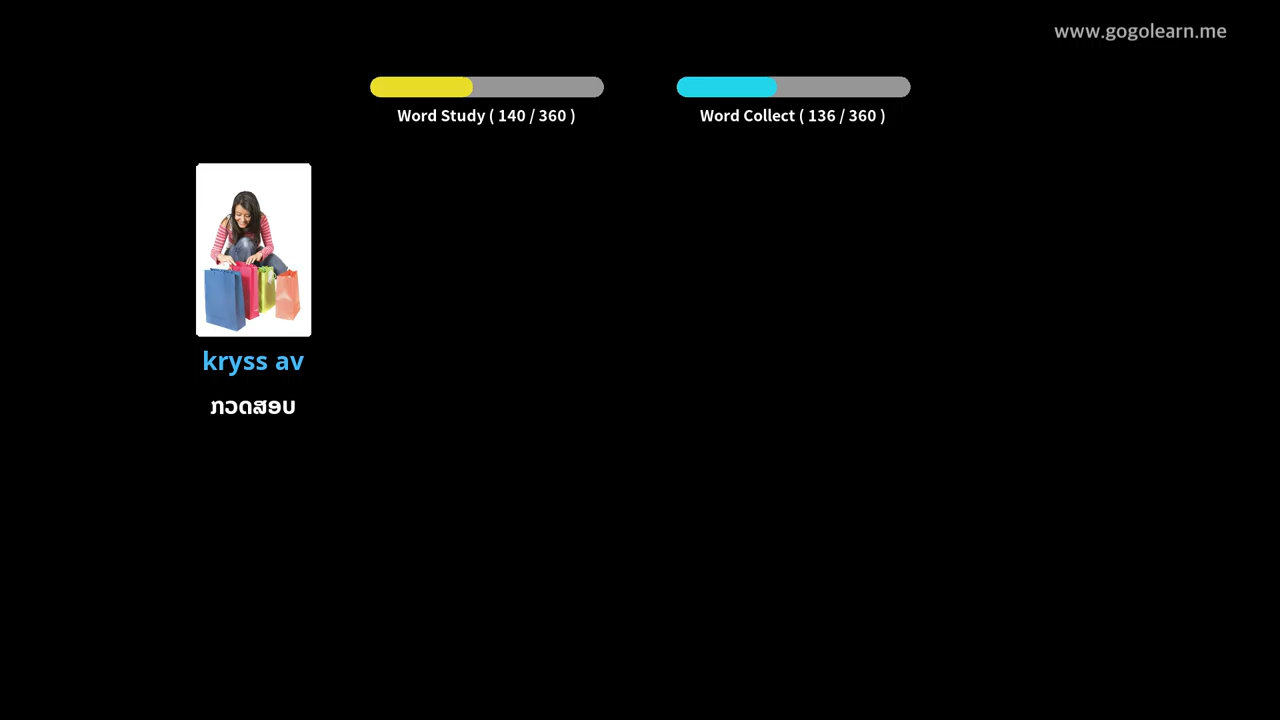 www.gogolearn.me
Word Study ( 140 / 360 )
Word Collect ( 136 / 360 )
kryss av
ກວດສອບ